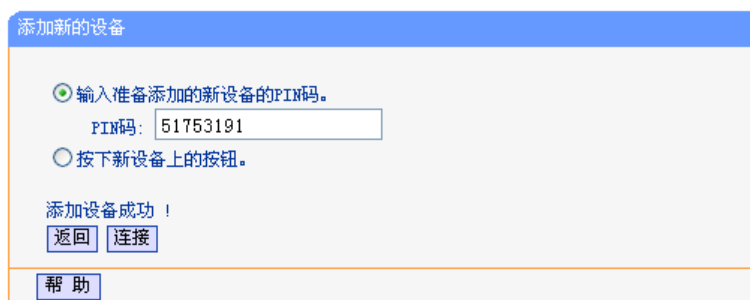 添加新的设备
输入准备添加的新设备的PIN码。
PIN码: 51753191
按下新设备上的按钮。
添加设备成功 !
返回 连接
帮 助